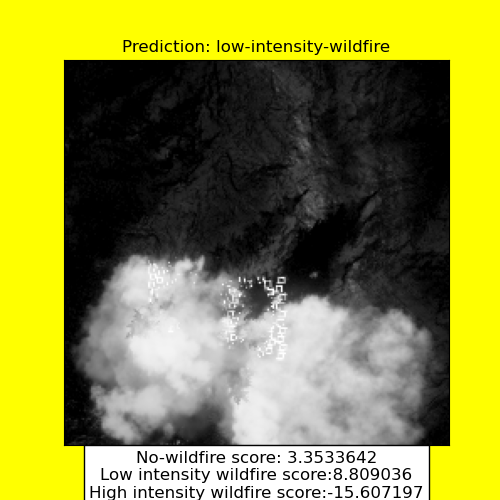 Prediction: low-intensity-wildfire
No-wildfire score: 3.3533642
Low intensity wildfire score:8.809036
High intensity wildfire score:-15.607197